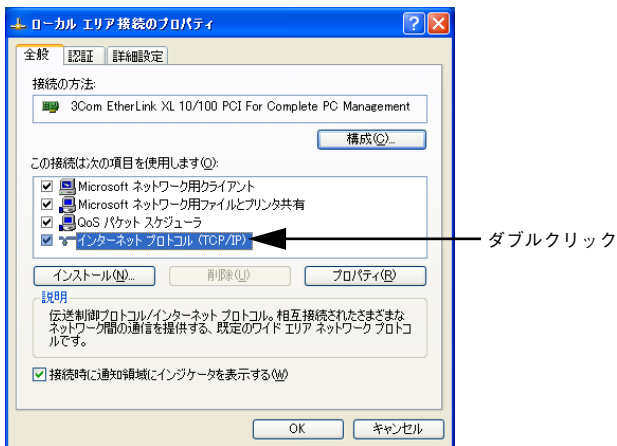 ローカル エリア接続のプロパティ
全般 認証 詳細設定
接続の方法:
3Com EtherLink XL 10/100 PCI For Complete PC Management
構成(C)...
この接続は次の項目を使用します(O):
Microsoft ネットワーク用クライアント
Microsoft ネットワーク用ファイルとプリンタ共有
QoS パケット スケジューラ
インターネット プロトコル (TCP/IP)
ダブルクリック
インストール(N)... 削除(U) プロパティ(R)
説明
伝送制御プロトコル/インターネット プロトコル。相互接続されたさまざまな
ネットワーク間の通信を提供する、既定のワイド エリア ネットワーク プロトコ
ルです。
接続時に通知領域にインジケータを表示する(W)
OK キャンセル